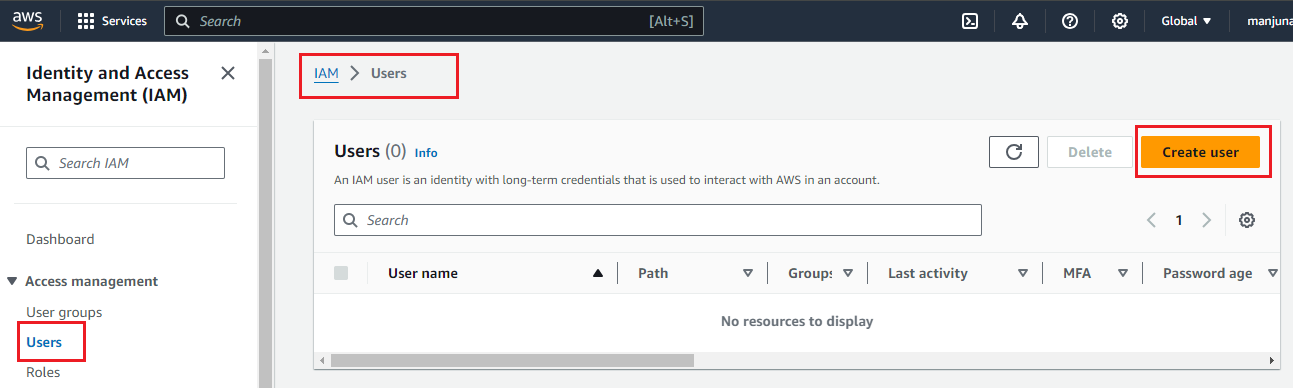 aws Services Search [Alt+S] Global manjuna
Identity and Access
Management (IAM)
Search IAM
Dashboard
Access management
User groups
Users
Roles
IAM > Users
Users (0) Info Delete Create user
An IAM user is an identity with long-term credentials that is used to interact with AWS in an account.
Search 1
User name Path Groups Last activity MFA Password age
No resources to display